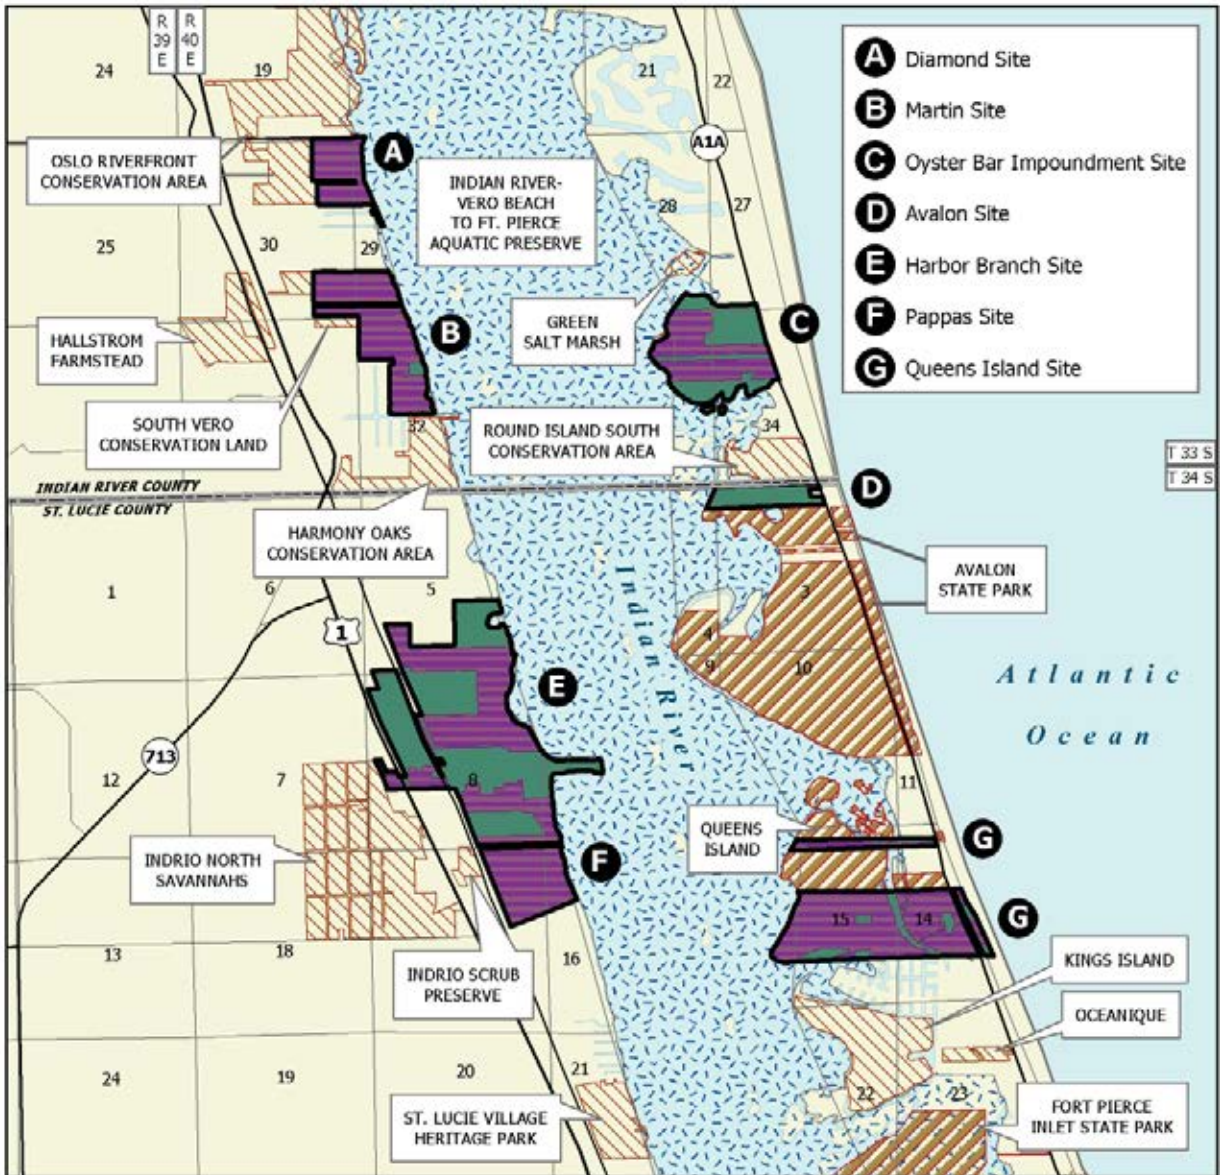 R
39
E
R
40
E
24
19
21
22
A Diamond Site
B Martin Site
C Oyster Bar Impoundment Site
D Avalon Site
E Harbor Branch Site
F Pappas Site
G Queens Island Site
A1A
OSLO RIVERFRONT
CONSERVATION AREA
A
INDIAN RIVER-
VERO BEACH
TO FT. PIERCE
AQUATIC PRESERVE
28
27
25
30
29
HALLSTROM
FARMSTEAD
B
GREEN
SALT MARSH
C
SOUTH VERO
CONSERVATION LAND
32
ROUND ISLAND SOUTH
CONSERVATION AREA
34
T 33 S
T 34 S
INDIAN RIVER COUNTY
ST. LUCIE COUNTY
D
HARMONY OAKS
CONSERVATION AREA
AVALON
STATE PARK
1
6
5
3
4
1
9
10
Indian River
Atlantic
Ocean
E
713
12
7
8
11
QUEENS
ISLAND
G
INDRIO NORTH
SAVANNAHS
F
15
14
G
13
18
16
INDRIO SCRUB
PRESERVE
KINGS ISLAND
OCEANIQUE
24
19
20
21
22
23
ST. LUCIE VILLAGE
HERITAGE PARK
FORT PIERCE
INLET STATE PARK